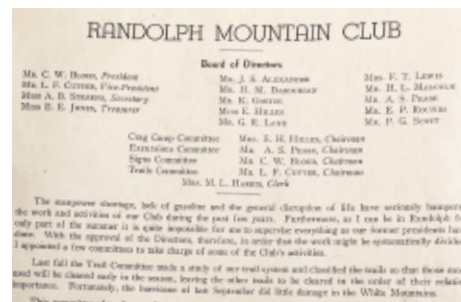 RANDOLPH MOUNTAIN CLUB
Board of Directors
Mr. C. W. Blood, President
Mr. L. F. Cutter, Vice-President
Miss A. B. Stearns, Secretary
Miss E. E. Jones, Treasurer
Mr. J. S. Alexander
Mr. H. M.
Mr. K.
Miss E. Hincks
Mr. G. R. Lane
Mrs. F. T. Lewis
Mr. H. L. Malcolm
Mr. A. S. Pease
Mr. E. P. Rogers
Mr. P. G. Scott
Crag Camp Committee Mrs. E. H. Hincks, Chairman
Excursions Committee Mr. A. S. Pease, Chairman
Signs Committee Mr. C. W. Blood, Chairman
Trails Committee Mr. L. F. Cutter, Chairman
Mrs. M. L. Harris, Clerk
The manpower shortage, lack of gasoline and the general disruption of life have seriously hampered
the work and activities of our Club during the past few years. Furthermore, as I can be in Randolph for
only part of the summer it is quite impossible for me to supervise everything as our former presidents have
done. With the approval of the Directors, therefore, in order that the work might be systematically divided
I appointed a few committees to take charge of some of the Club's activities.
Last fall the Trail Committee made a study of our trail system and classified the trails so that those most
used will be cleared early in the season, leaving the other trails to be cleared in the order of their relative
importance. Fortunately, the hurricane of last September did little damage in the White Mountains.